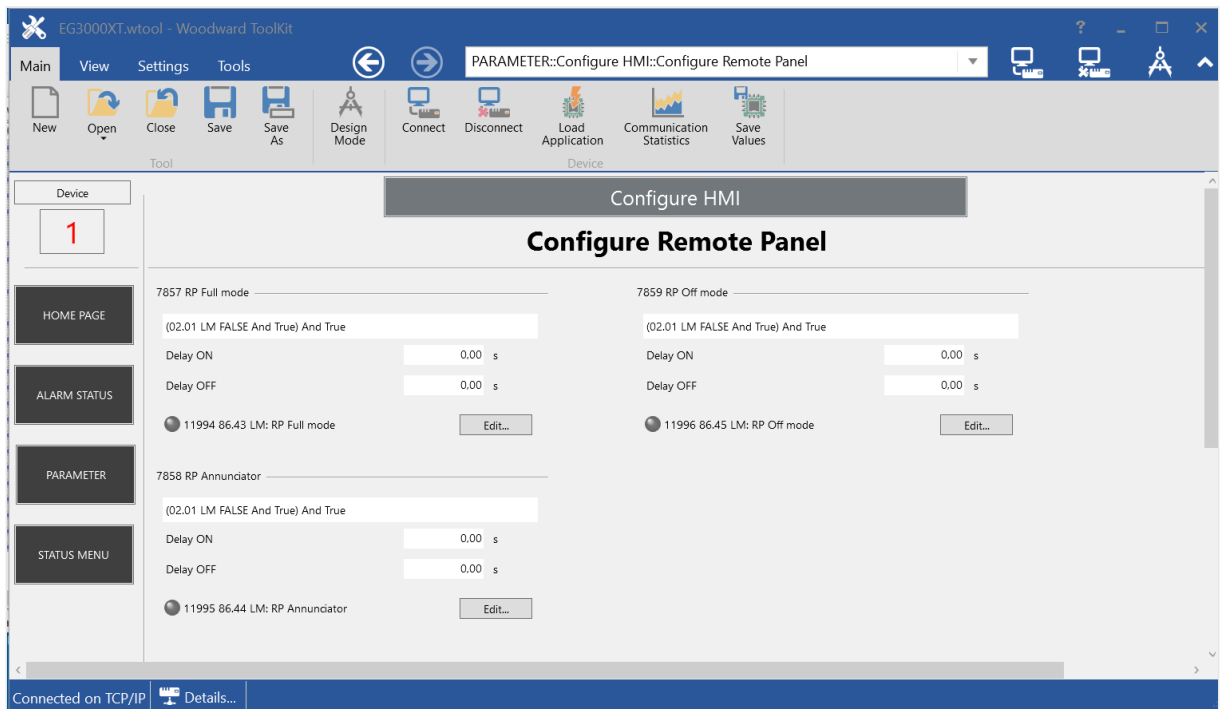 EG3000XT.wtool - Woodward ToolKit
?
Main View Settings Tools
PARAMETER::Configure HMI::Configure Remote Panel
New Open Close Save Save As Design Mode Connect Disconnect Load Application Communication Statistics Save Values
Tool Device
Device
1
HOME PAGE
ALARM STATUS
PARAMETER
STATUS MENU
Configure HMI
Configure Remote Panel
7857 RP Full mode
(02.01 LM FALSE And True) And True
Delay ON 0.00 s
Delay OFF 0.00 s
11994 86.43 LM: RP Full mode Edit...
7859 RP Off mode
(02.01 LM FALSE And True) And True
Delay ON 0.00 s
Delay OFF 0.00 s
11996 86.45 LM: RP Off mode Edit...
7858 RP Annunciator
(02.01 LM FALSE And True) And True
Delay ON 0.00 s
Delay OFF 0.00 s
11995 86.44 LM: RP Annunciator Edit...
Connected on TCP/IP Details...